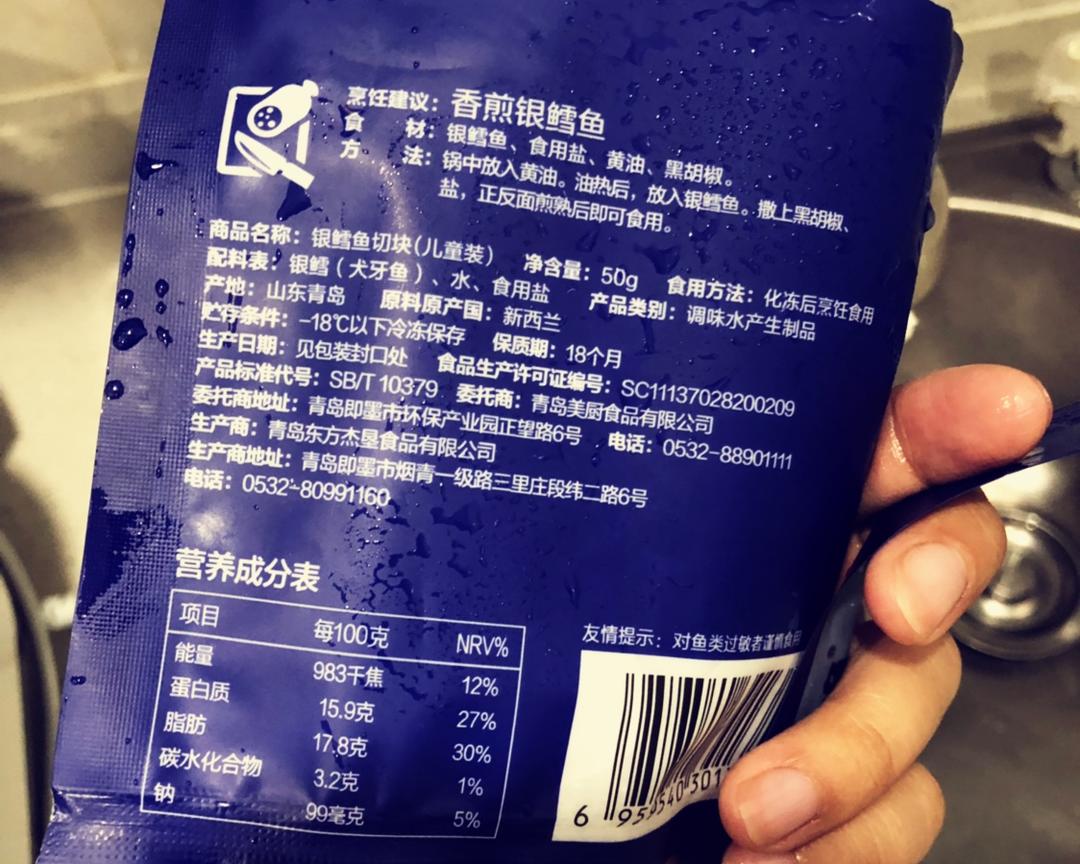 烹饪建议：香煎银鳕鱼
食　　材：银鳕鱼、食用盐、黄油、黑胡椒。
方　　法：锅中放入黄油。油热后，放入银鳕鱼。撒上黑胡椒、
盐，正反面煎熟后即可食用。
商品名称：银鳕鱼切块(儿童装)　净含量：50g　食用方法：化冻后烹饪食用
配料表：银鳕（犬牙鱼）、水、食用盐　产品类别：调味水产生制品
产地：山东青岛　原料原产国：新西兰
贮存条件：-18℃以下冷冻保存　保质期：18个月
生产日期：见包装封口处　食品生产许可证编号：SC11137028200209
产品标准代号：SB/T 10379　委托商：青岛美厨食品有限公司
委托商地址：青岛即墨市环保产业园正望路6号　电话：0532-88901111
生产商：青岛东方杰垦食品有限公司
生产商地址：青岛即墨市烟青一级路三里庄段纬二路6号
电话：0532-80991160
营养成分表
项目　每100克　NRV%
能量　983千焦　12%
蛋白质　15.9克　27%
脂肪　17.8克　30%
碳水化合物　3.2克　1%
钠　99毫克　5%
友情提示：对鱼类过敏者谨慎食用
6 959540 301